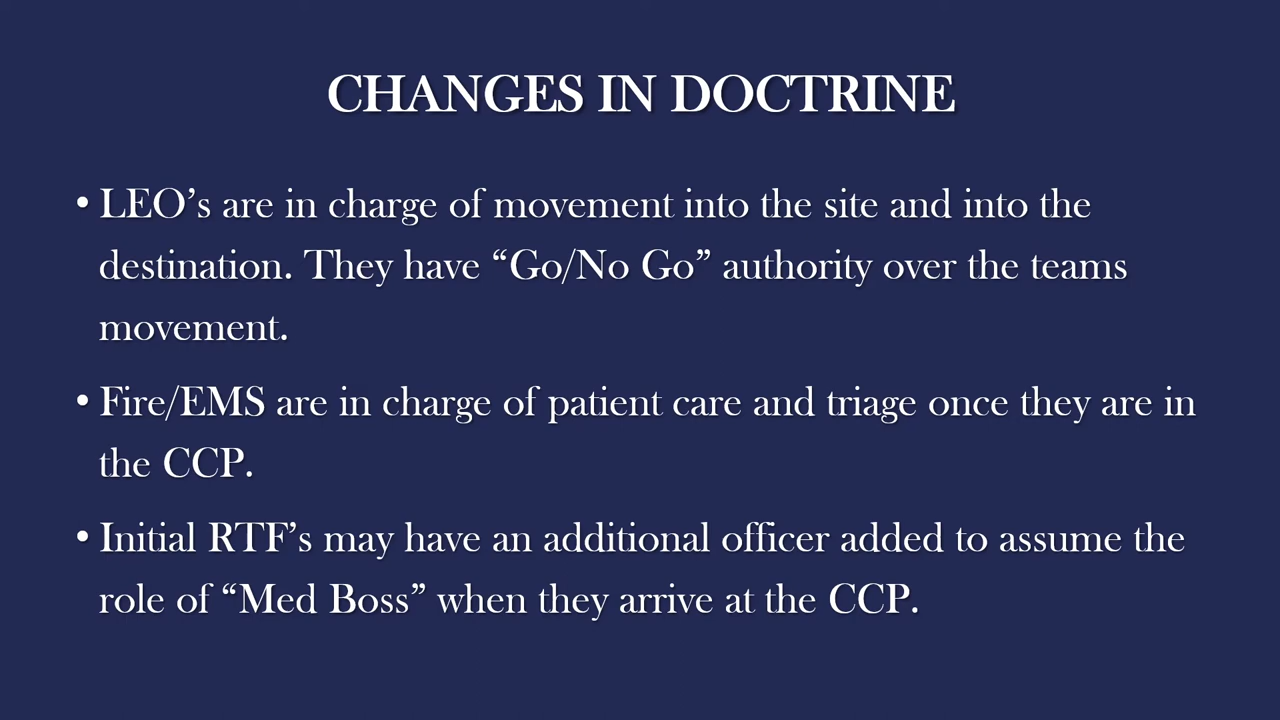 CHANGES IN DOCTRINE
• LEO’s are in charge of movement into the site and into the
destination. They have “Go/No Go” authority over the teams
movement.
• Fire/EMS are in charge of patient care and triage once they are in
the CCP.
• Initial RTF’s may have an additional officer added to assume the
role of “Med Boss” when they arrive at the CCP.